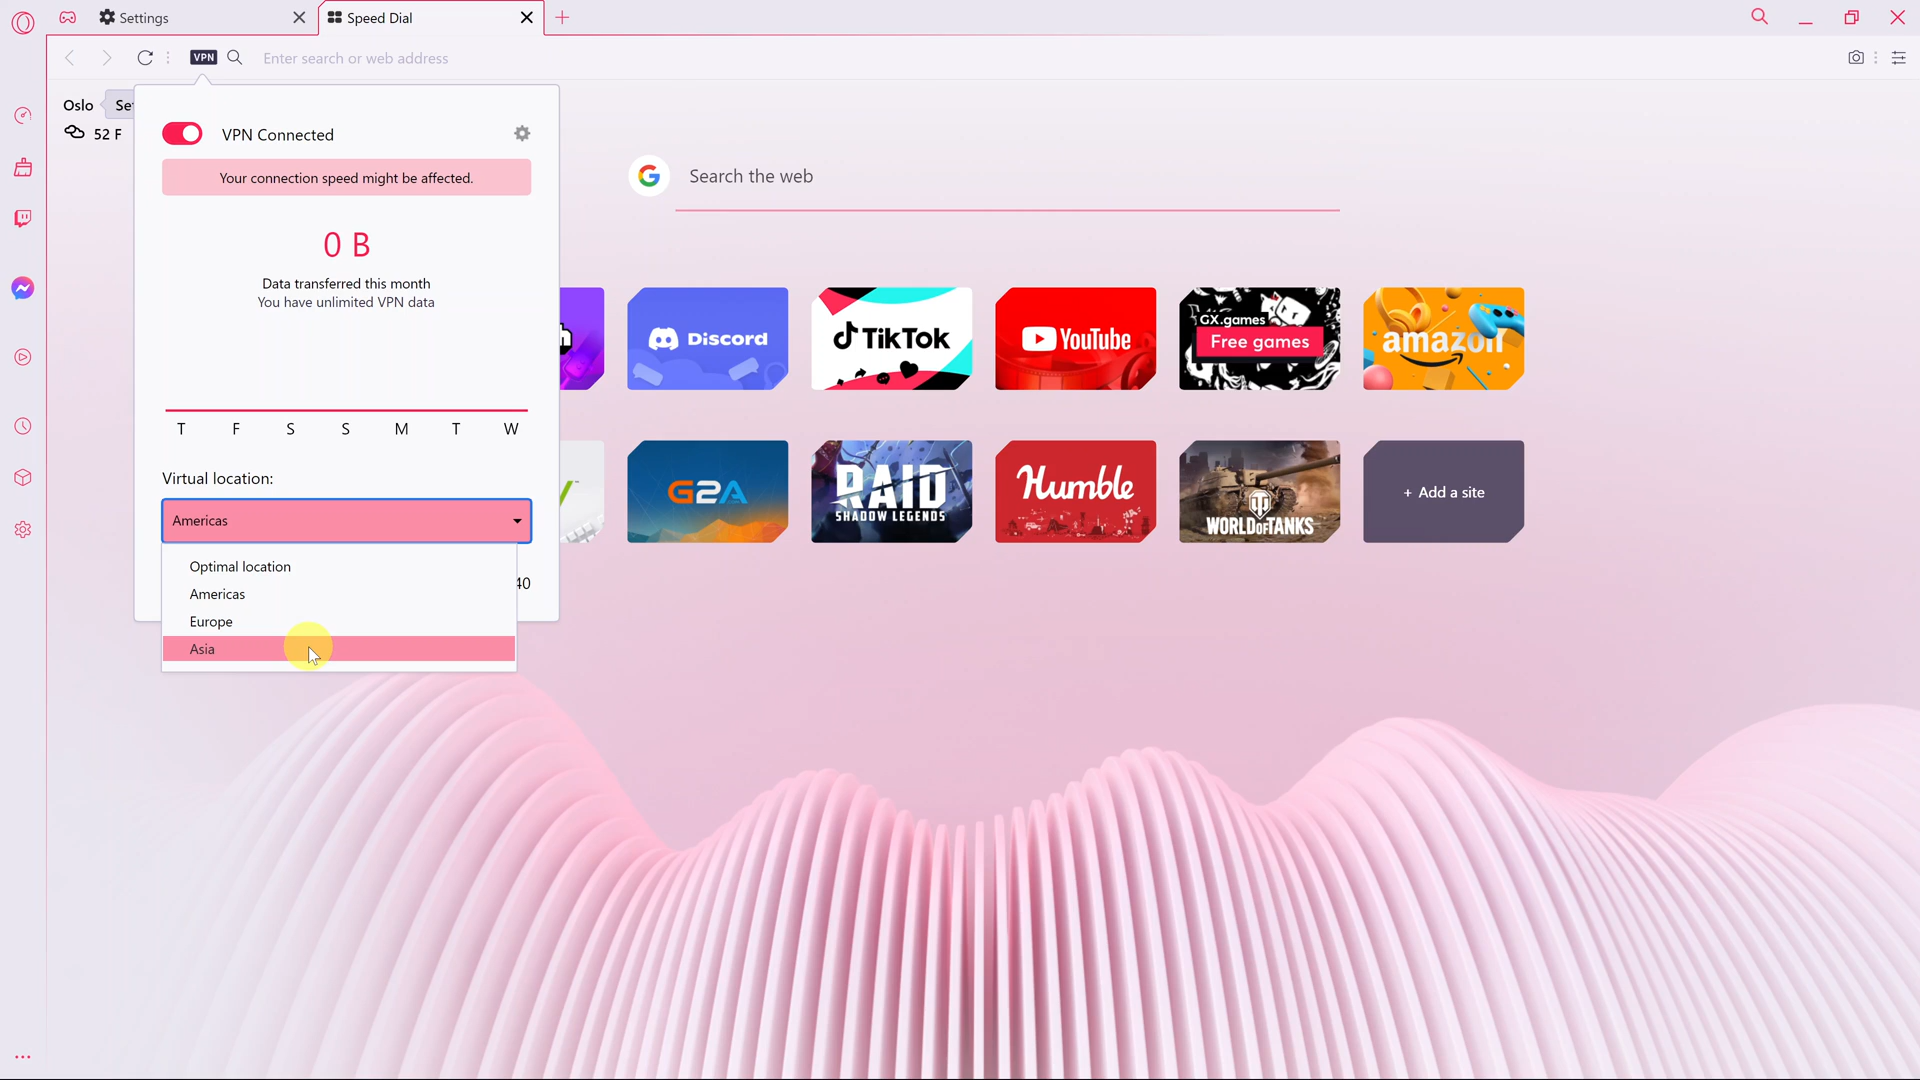 Settings
Speed Dial
VPN
Enter search or web address
Oslo
52 F
VPN Connected
Your connection speed might be affected.
0 B
Data transferred this month
You have unlimited VPN data
T F S S M T W
Virtual location:
Americas
Optimal location
Americas
Europe
Asia
40
Search the web
Discord
TikTok
YouTube
GX.games
Free games
amazon
G2A
RAID
SHADOW LEGENDS
Humble
WORLD OF TANKS
+ Add a site